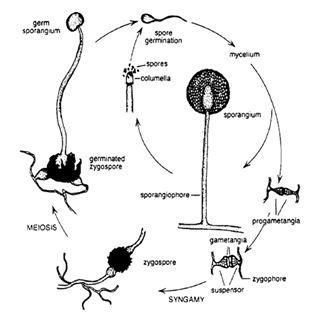 germ
sporangium
spore
germination
mycelium
spores
columella
sporangium
germinated
zygospore
sporangiophore
progametangia
MEIOSIS
gametangia
zygospore
zygophore
suspensor
SYNGAMY